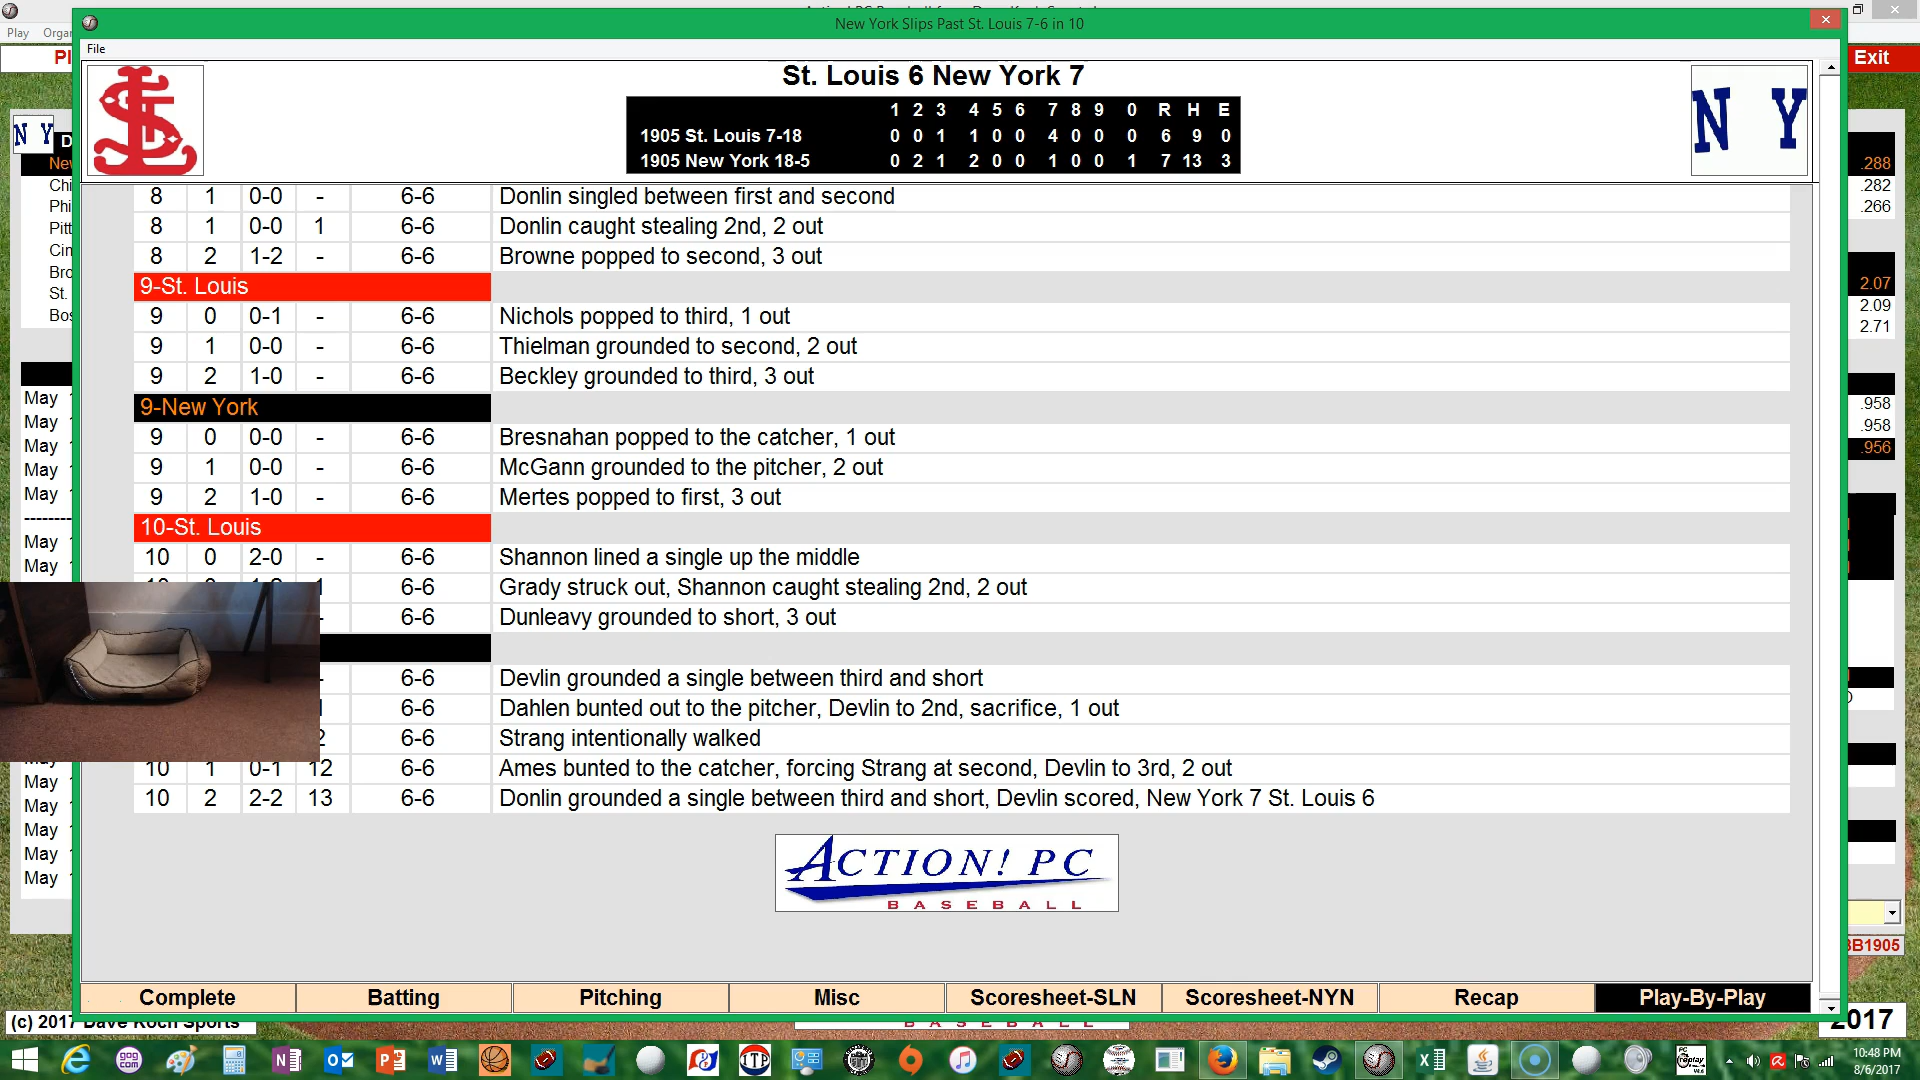 New York Slips Past St. Louis 7-6 in 10
Play Orga
File
Exit
St. Louis 6 New York 7
1 2 3 4 5 6 7 8 9 0 R H E
1905 St. Louis 7-18 0 0 1 1 0 0 4 0 0 0 6 9 0
1905 New York 18-5 0 2 1 2 0 0 1 0 0 1 7 13 3
N Y
N Y
D
Ne
Chi
Phi
Pitt
Cin
Bro
St.
Bos
.288
.282
.266
2.07
2.09
2.71
.958
.958
.956
8 1 0-0 - 6-6 Donlin singled between first and second
8 1 0-0 1 6-6 Donlin caught stealing 2nd, 2 out
8 2 1-2 - 6-6 Browne popped to second, 3 out
9-St. Louis
9 0 0-1 - 6-6 Nichols popped to third, 1 out
9 1 0-0 - 6-6 Thielman grounded to second, 2 out
9 2 1-0 - 6-6 Beckley grounded to third, 3 out
9-New York
9 0 0-0 - 6-6 Bresnahan popped to the catcher, 1 out
9 1 0-0 - 6-6 McGann grounded to the pitcher, 2 out
9 2 1-0 - 6-6 Mertes popped to first, 3 out
10-St. Louis
10 0 2-0 - 6-6 Shannon lined a single up the middle
6-6 Grady struck out, Shannon caught stealing 2nd, 2 out
- 6-6 Dunleavy grounded to short, 3 out
- 6-6 Devlin grounded a single between third and short
6-6 Dahlen bunted out to the pitcher, Devlin to 2nd, sacrifice, 1 out
2 6-6 Strang intentionally walked
10 1 0-1 12 6-6 Ames bunted to the catcher, forcing Strang at second, Devlin to 3rd, 2 out
10 2 2-2 13 6-6 Donlin grounded a single between third and short, Devlin scored, New York 7 St. Louis 6
May
May
May
May
May
May
May
May
May
May
May
May
ACTION! PC
BASEBALL
BB1905
Complete Batting Pitching Misc Scoresheet-SLN Scoresheet-NYN Recap Play-By-Play
(c) 2017 Dave Koch Sports
BASEBALL
2017
10:48 PM
8/6/2017